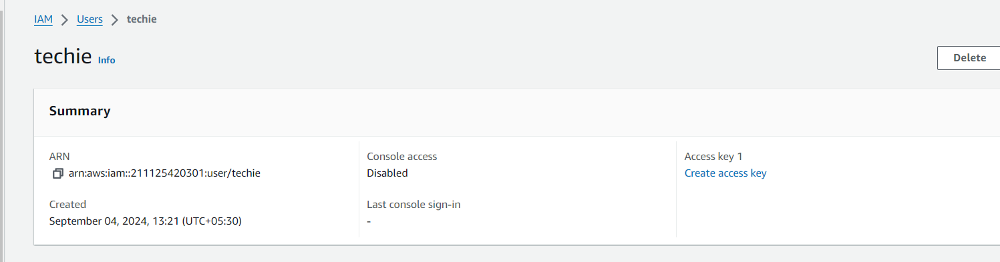 IAM > Users > techie
techie Info
Delete
Summary
ARN
arn:aws:iam::211125420301:user/techie
Created
September 04, 2024, 13:21 (UTC+05:30)
Console access
Disabled
Last console sign-in
-
Access key 1
Create access key